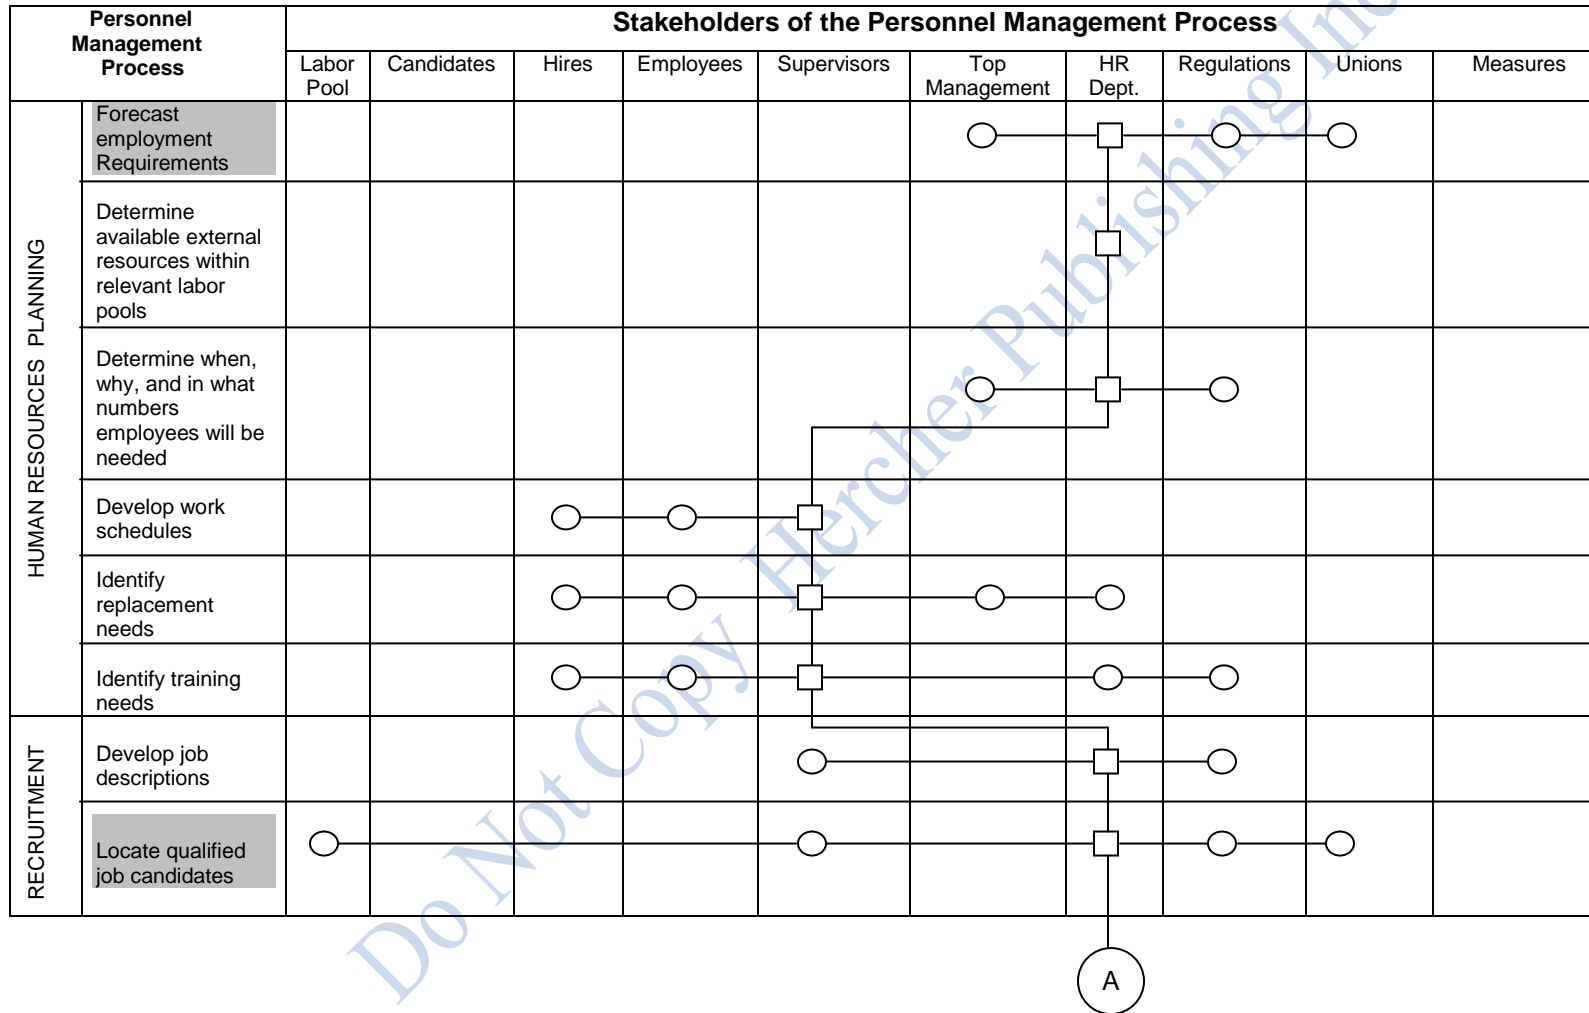 Personnel
Management
Process
Stakeholders of the Personnel Management Process
Labor
Pool
Candidates
Hires
Employees
Supervisors
Top
Management
HR
Dept.
Regulations
Unions
Measures
HUMAN RESOURCES PLANNING
Forecast
employment
Requirements
Determine
available external
resources within
relevant labor
pools
Determine when,
why, and in what
numbers
employees will be
needed
Develop work
schedules
Identify
replacement
needs
Identify training
needs
RECRUITMENT
Develop job
descriptions
Locate qualified
job candidates
A
Do Not Copy Hercher Publishing Inc